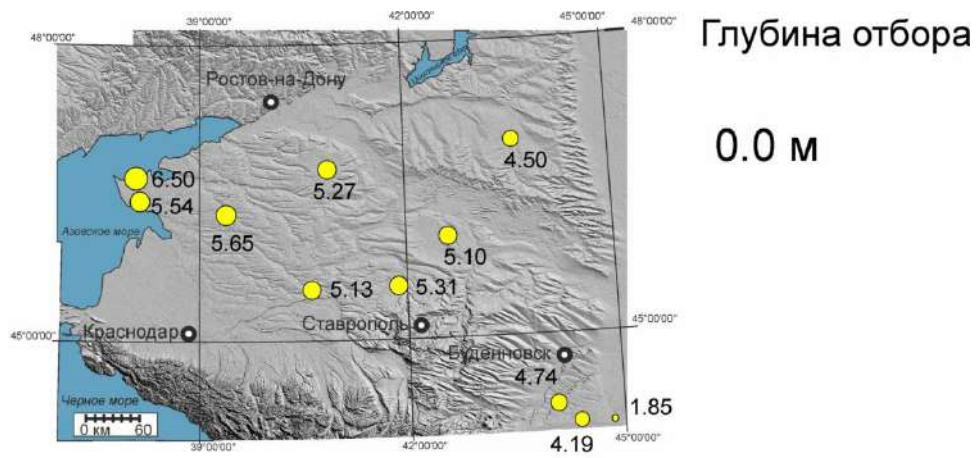 39°00'00"
42°00'00"
45°00'00"
48°00'00"
48°00'00"
Глубина отбора
0.0 м
Ростов-на-Дону
4.50
6.50
5.27
5.54
Азовское море
5.65
5.10
5.13
5.31
Ставрополь
Краснодар
45°00'00"
45°00'00"
Буденновск
4.74
Черное море
1.85
0 км 60
4.19
45°00'00"
39°00'00"
42°00'00"